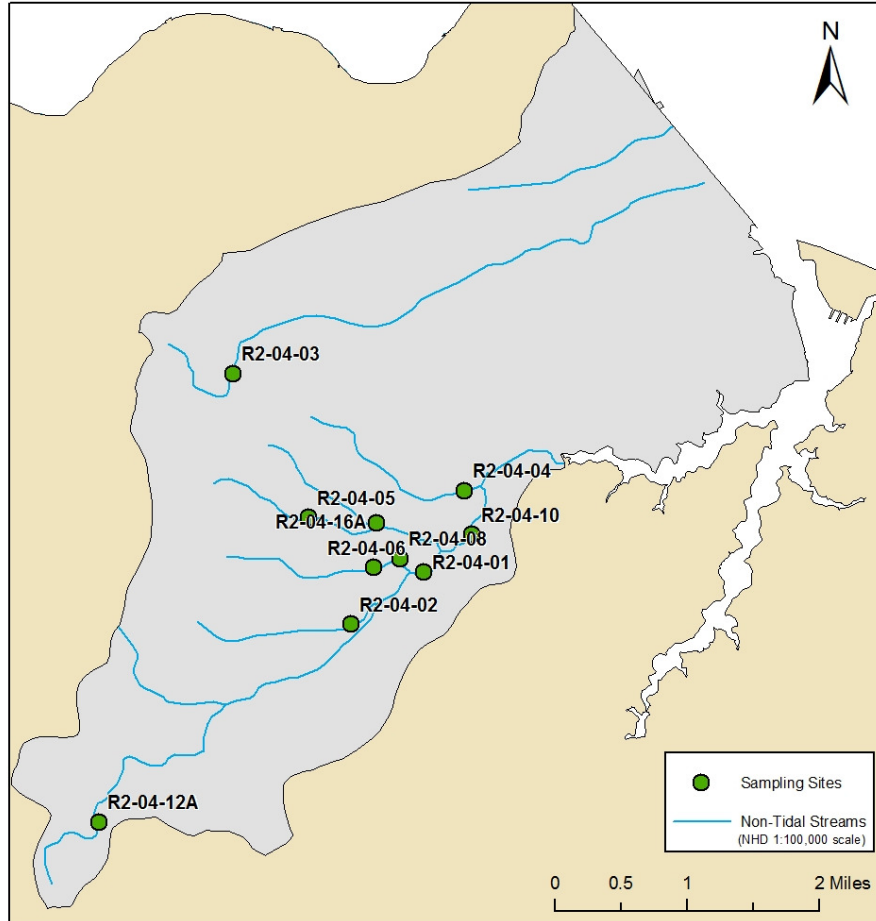 N
R2-04-03
R2-04-04
R2-04-05
R2-04-16A
R2-04-10
R2-04-08
R2-04-06
R2-04-01
R2-04-02
R2-04-12A
Sampling Sites
Non-Tidal Streams
(NHD 1:100,000 scale)
0 0.5 1 2 Miles